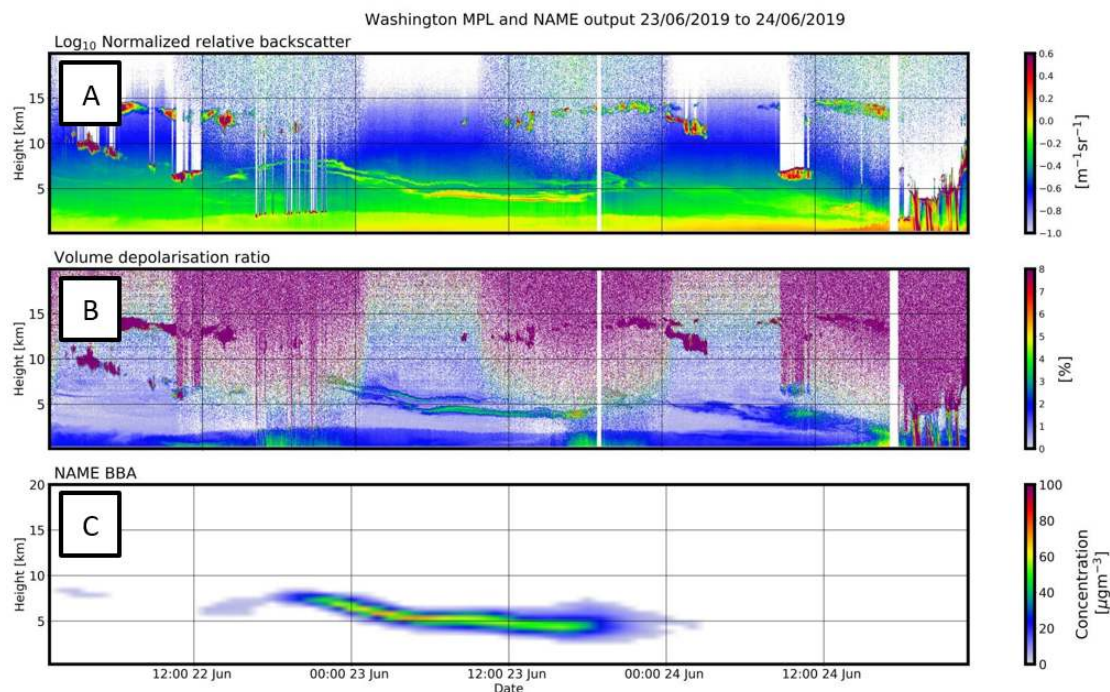 Washington MPL and NAME output 23/06/2019 to 24/06/2019
Log₁₀ Normalized relative backscatter
A
Height [km]
15
10
5
0.6
0.4
0.2
0.0
−0.2
−0.4
−0.6
−0.8
−1.0
[m⁻¹sr⁻¹]
Volume depolarisation ratio
B
Height [km]
15
10
5
8
7
6
5
4
3
2
1
0
[%]
NAME BBA
C
Height [km]
20
15
10
5
0
100
80
60
40
20
0
Concentration
[μgm⁻³]
12:00 22 Jun
00:00 23 Jun
12:00 23 Jun
00:00 24 Jun
12:00 24 Jun
Date